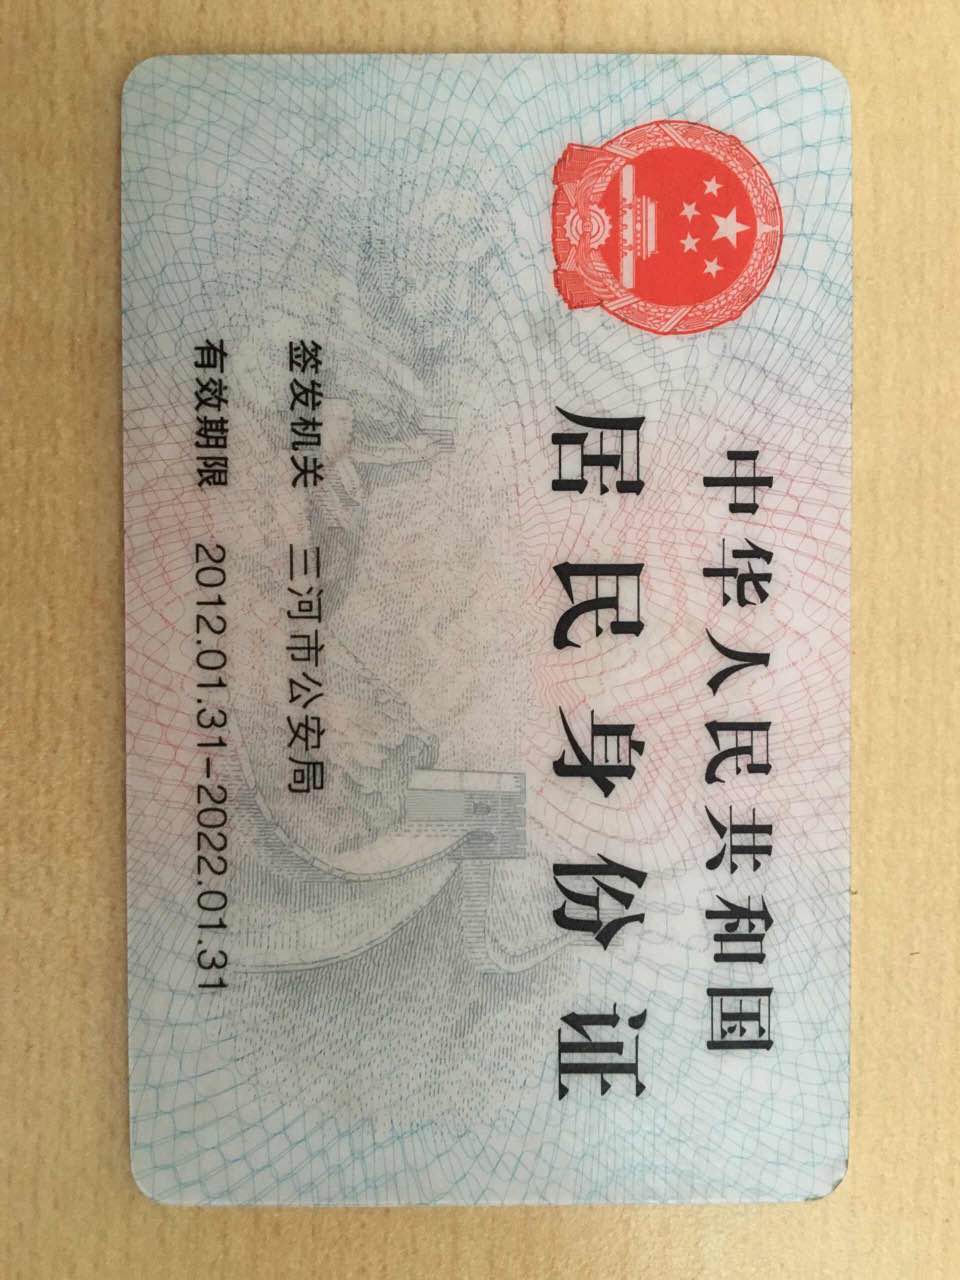 中华人民共和国
居民身份证
签发机关 三河市公安局
有效期限 2012.01.31-2022.01.31